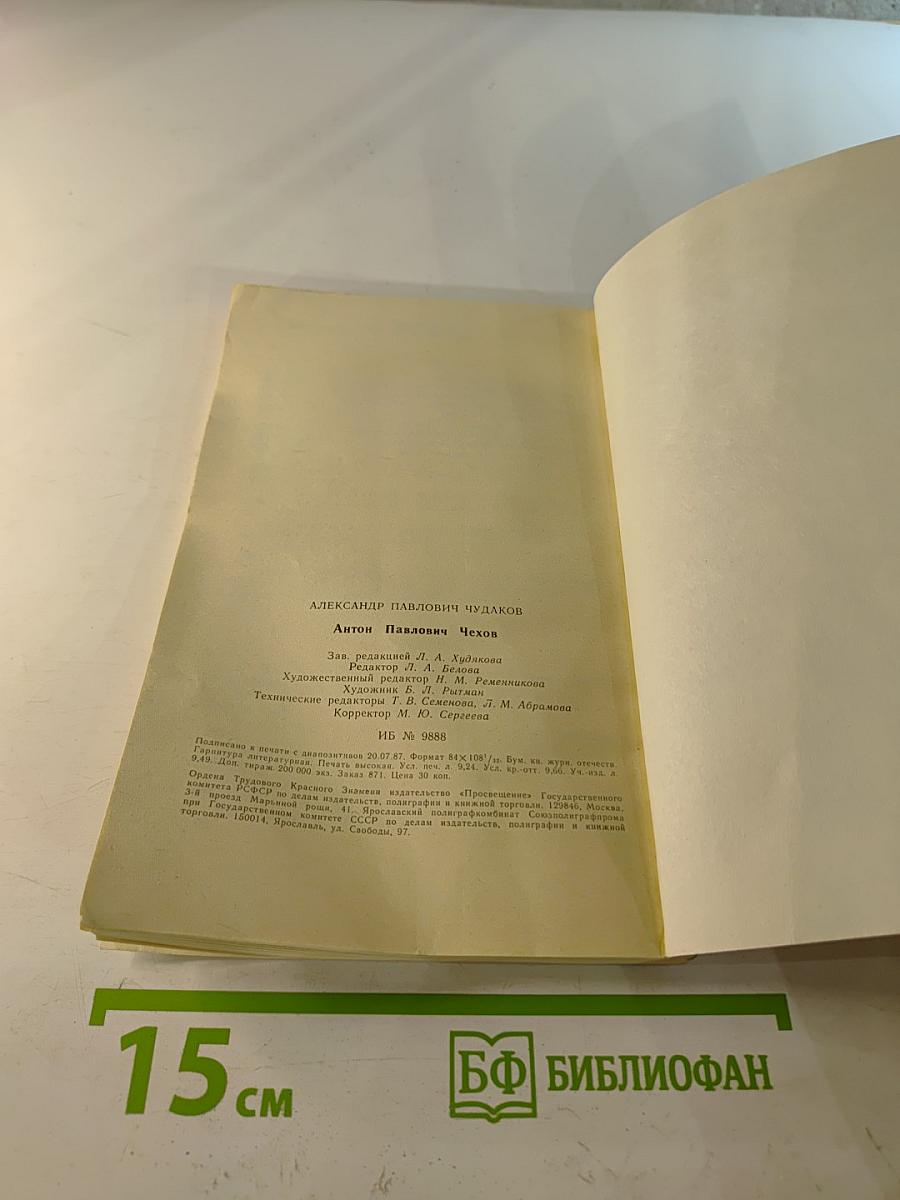 АЛЕКСАНДР ПАВЛОВИЧ ЧУДАКОВ
Антон Павлович Чехов
Зав. редакцией Л. А. Худякова
Редактор Л. А. Белова
Художественный редактор Н. М. Ременникова
Художник Б. Л. Рытман
Технические редакторы Т. В. Семенова, Л. М. Абрамова
Корректор М. Ю. Сергеева
ИБ № 9888
Подписано к печати с диапозитивов 20.07.87. Формат 84×108¹/₃₂. Бум. кн. журн. отечеств.
Гарнитура литературная. Печать высокая. Усл. печ. л. 9,24. Усл. кр.-отт. 9,66. Уч.-изд. л.
9,49. Доп. тираж 200 000 экз. Заказ 871. Цена 30 коп.
Ордена Трудового Красного Знамени издательство «Просвещение» Государственного
комитета РСФСР по делам издательств, полиграфии и книжной торговли. 129846, Москва,
3-й проезд Марьиной рощи, 41. Ярославский полиграфкомбинат Союзполиграфпрома
при Государственном комитете СССР по делам издательств, полиграфии и книжной
торговли. 150014, Ярославль, ул. Свободы, 97.
15 см
БФ БИБЛИОФАН